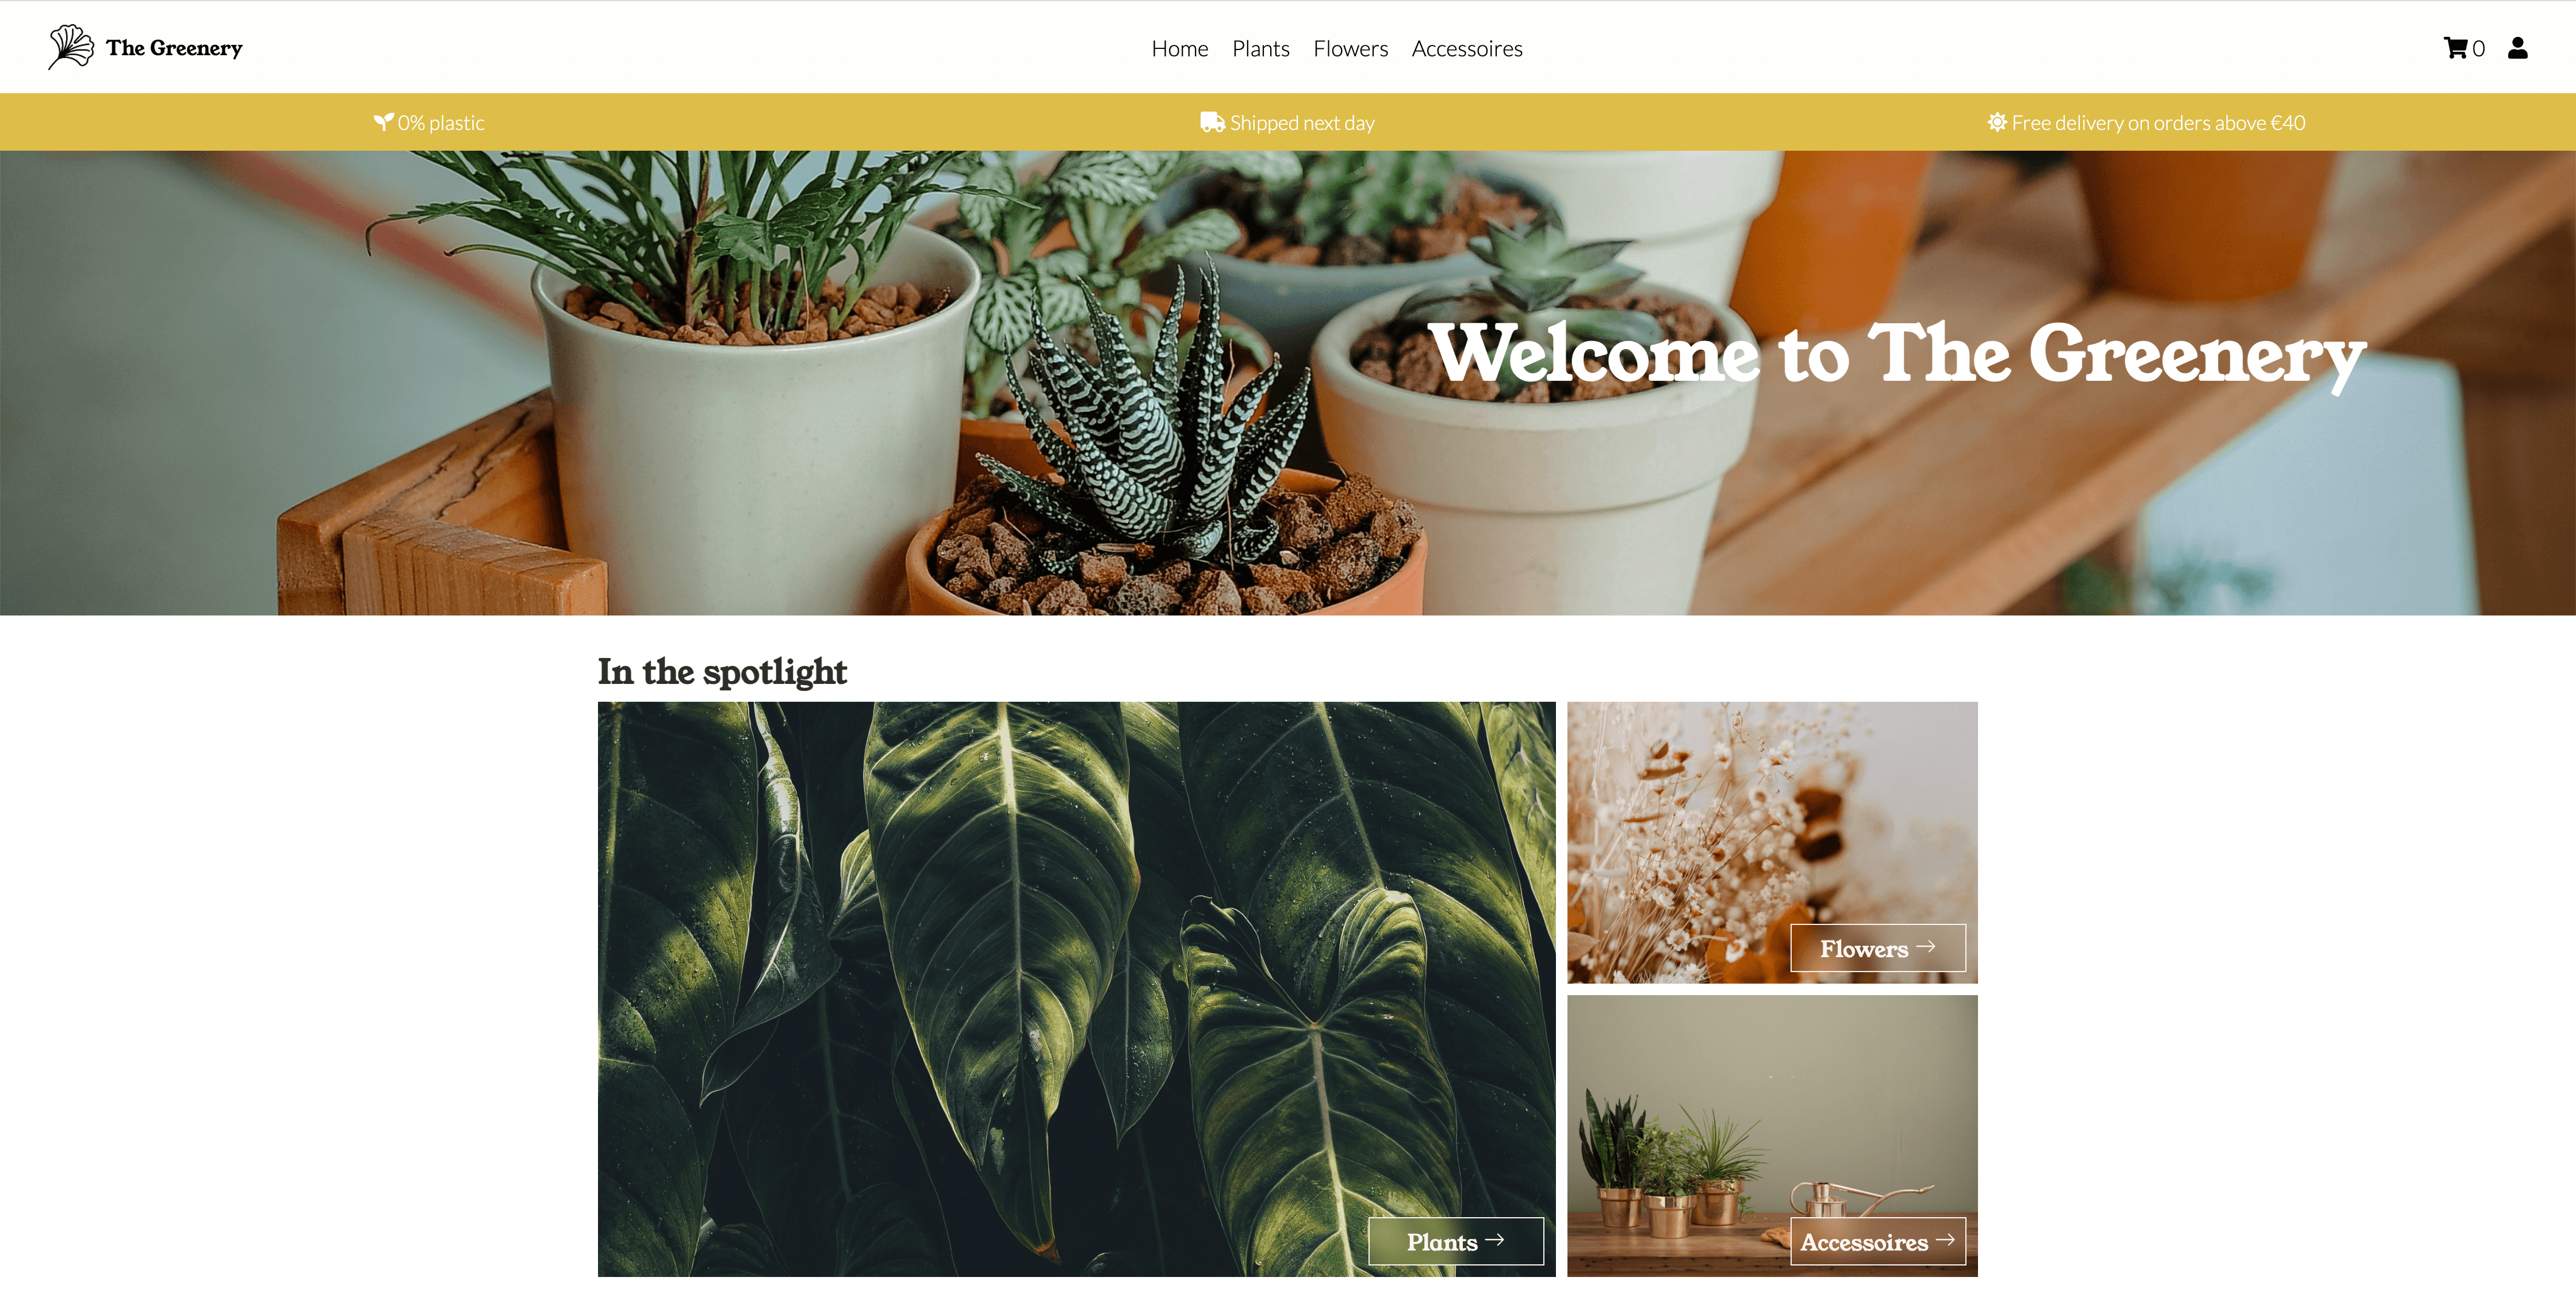 The Greenery
Home Plants Flowers Accessoires
0
0% plastic
Shipped next day
Free delivery on orders above €40
Welcome to The Greenery
In the spotlight
Flowers →
Plants →
Accessoires →